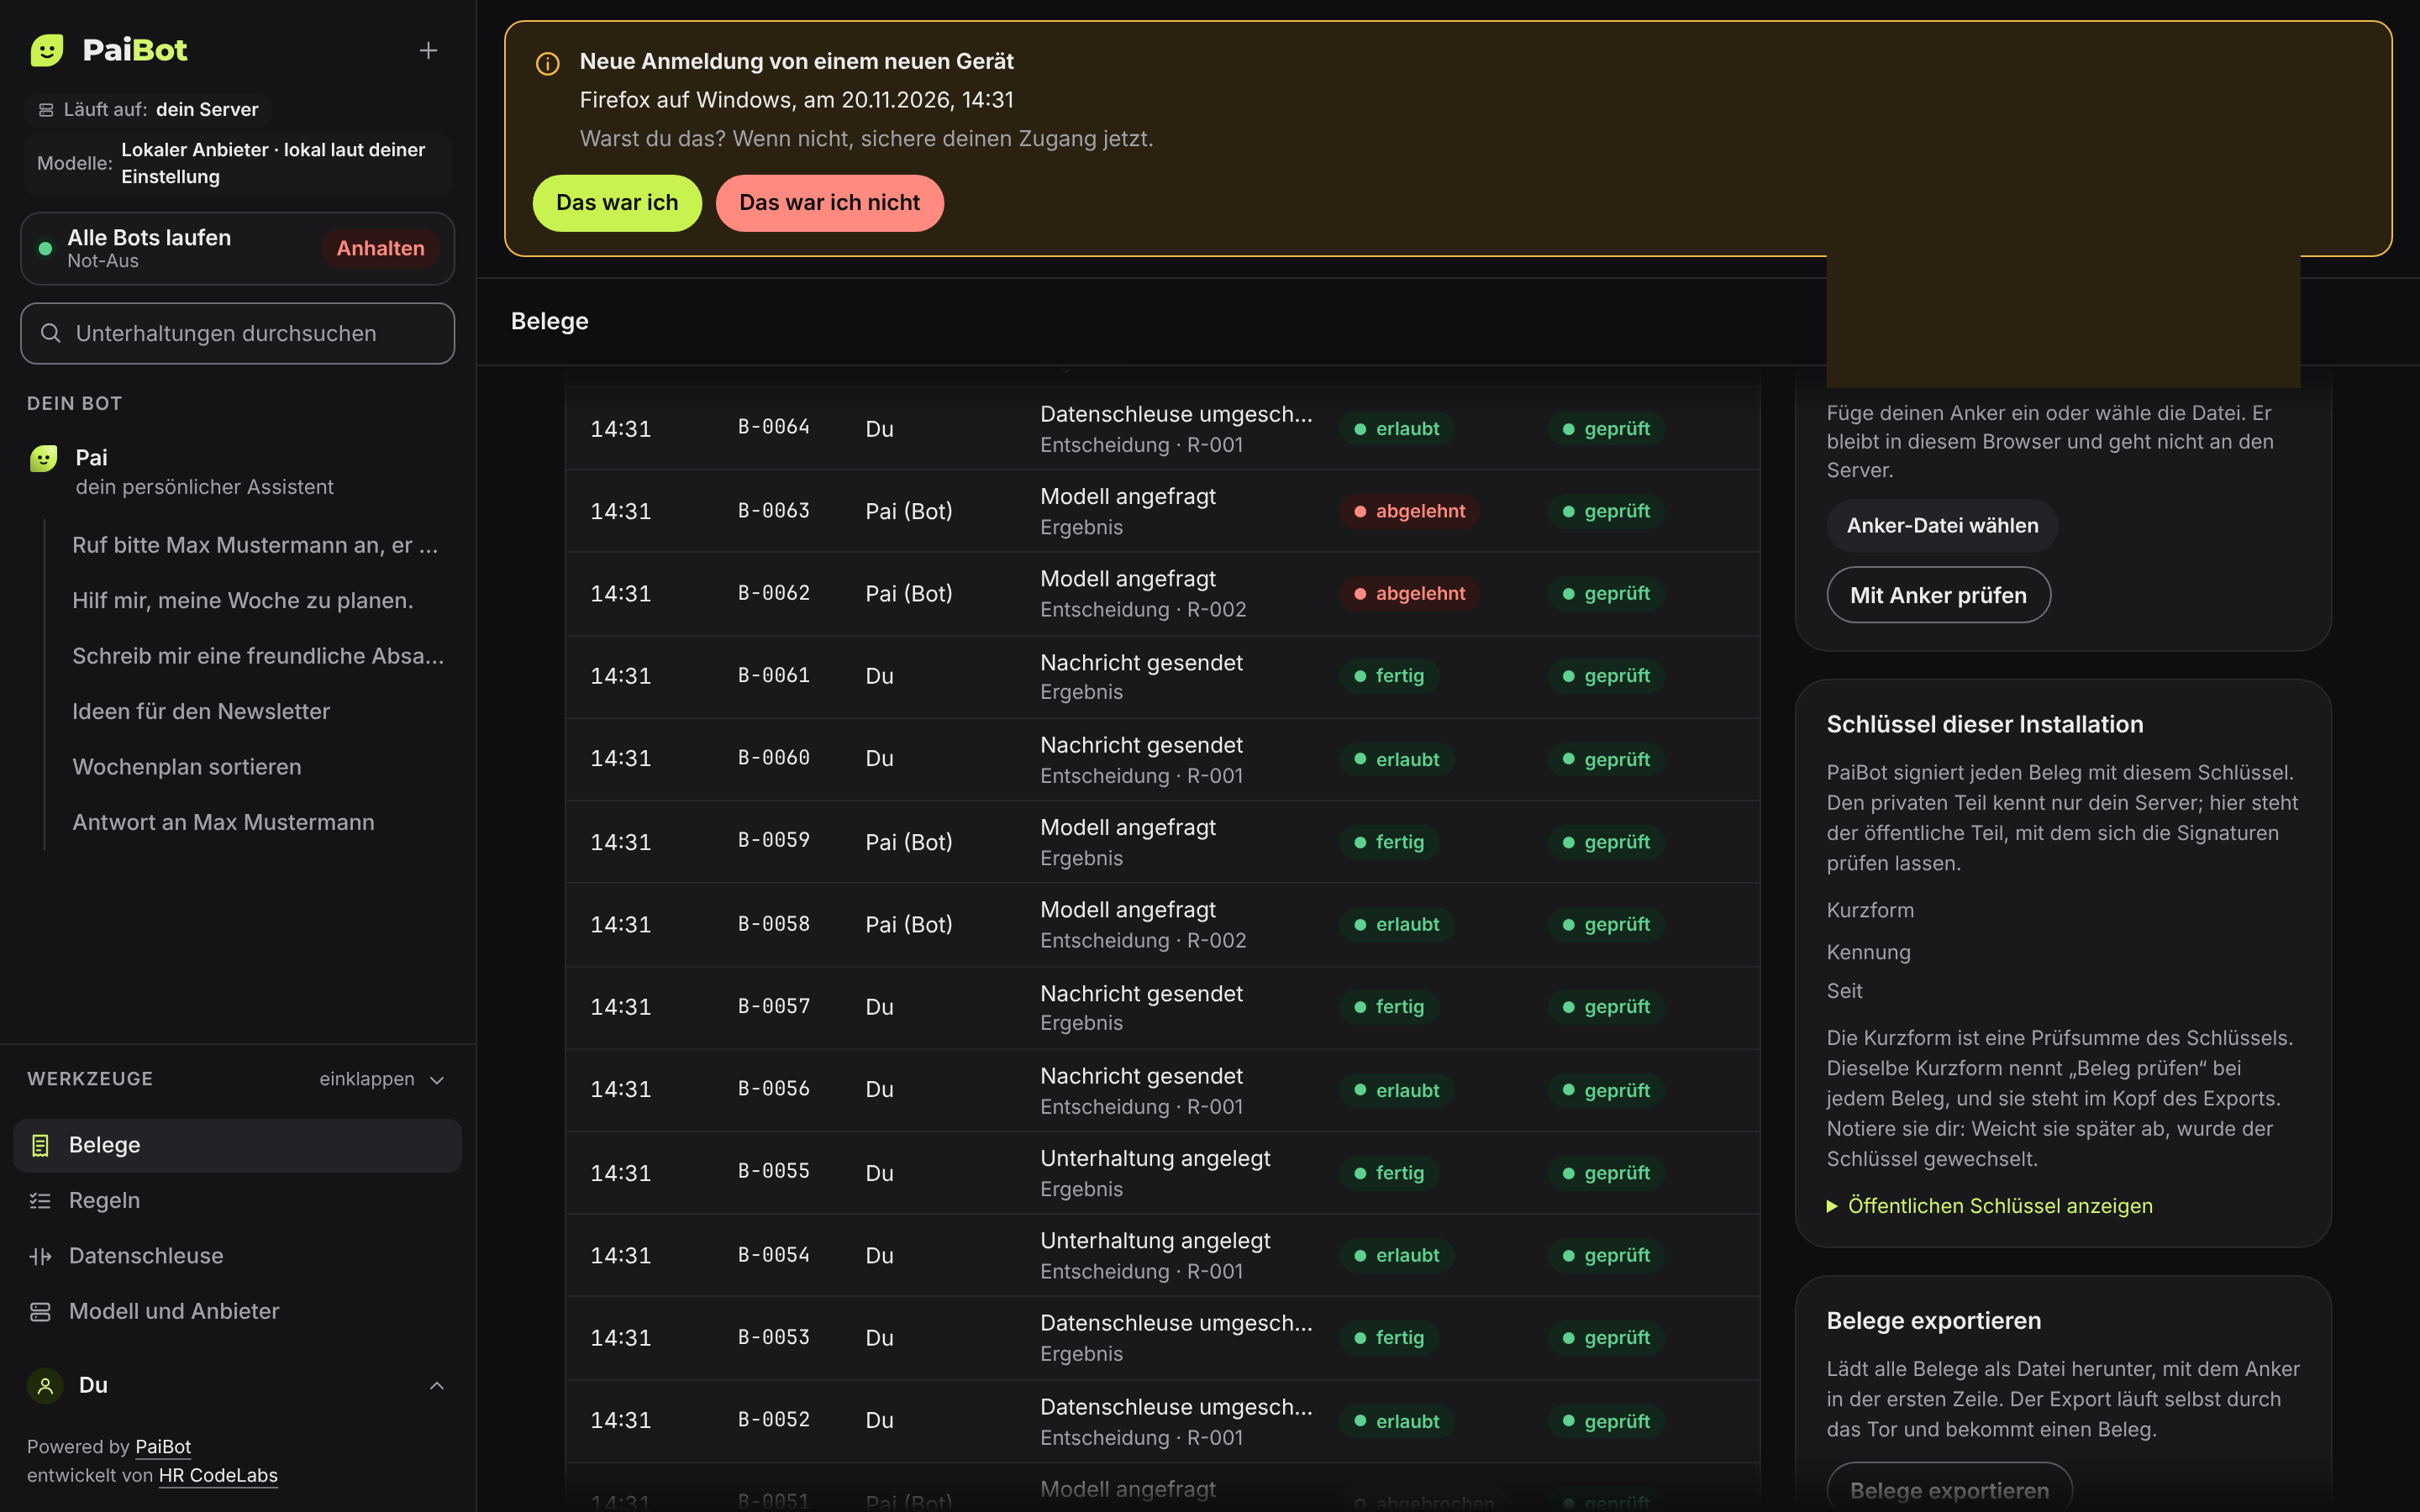 PaiBot
Läuft auf: dein Server
Modelle: Lokaler Anbieter · lokal laut deiner
Einstellung
Alle Bots laufen
Not-Aus
Anhalten
Unterhaltungen durchsuchen
DEIN BOT
Pai
dein persönlicher Assistent
Ruf bitte Max Mustermann an, er ...
Hilf mir, meine Woche zu planen.
Schreib mir eine freundliche Absa...
Ideen für den Newsletter
Wochenplan sortieren
Antwort an Max Mustermann
WERKZEUGE einklappen
Belege
Regeln
Datenschleuse
Modell und Anbieter
Du
Powered by PaiBot
entwickelt von HR CodeLabs
Neue Anmeldung von einem neuen Gerät
Firefox auf Windows, am 20.11.2026, 14:31
Warst du das? Wenn nicht, sichere deinen Zugang jetzt.
Das war ich Das war ich nicht
Belege
14:31 B-0064 Du Datenschleuse umgesch... erlaubt geprüft
Entscheidung · R-001
14:31 B-0063 Pai (Bot) Modell angefragt abgelehnt geprüft
Ergebnis
14:31 B-0062 Pai (Bot) Modell angefragt abgelehnt geprüft
Entscheidung · R-002
14:31 B-0061 Du Nachricht gesendet fertig geprüft
Ergebnis
14:31 B-0060 Du Nachricht gesendet erlaubt geprüft
Entscheidung · R-001
14:31 B-0059 Pai (Bot) Modell angefragt fertig geprüft
Ergebnis
14:31 B-0058 Pai (Bot) Modell angefragt erlaubt geprüft
Entscheidung · R-002
14:31 B-0057 Du Nachricht gesendet fertig geprüft
Ergebnis
14:31 B-0056 Du Nachricht gesendet erlaubt geprüft
Entscheidung · R-001
14:31 B-0055 Du Unterhaltung angelegt fertig geprüft
Ergebnis
14:31 B-0054 Du Unterhaltung angelegt erlaubt geprüft
Entscheidung · R-001
14:31 B-0053 Du Datenschleuse umgesch... fertig geprüft
Ergebnis
14:31 B-0052 Du Datenschleuse umgesch... erlaubt geprüft
Entscheidung · R-001
14:31 B-0051 Pai (Bot) Modell angefragt abgebrochen geprüft
Füge deinen Anker ein oder wähle die Datei. Er
bleibt in diesem Browser und geht nicht an den
Server.
Anker-Datei wählen
Mit Anker prüfen
Schlüssel dieser Installation
PaiBot signiert jeden Beleg mit diesem Schlüssel.
Den privaten Teil kennt nur dein Server; hier steht
der öffentliche Teil, mit dem sich die Signaturen
prüfen lassen.
Kurzform
Kennung
Seit
Die Kurzform ist eine Prüfsumme des Schlüssels.
Dieselbe Kurzform nennt „Beleg prüfen“ bei
jedem Beleg, und sie steht im Kopf des Exports.
Notiere sie dir: Weicht sie später ab, wurde der
Schlüssel gewechselt.
Öffentlichen Schlüssel anzeigen
Belege exportieren
Lädt alle Belege als Datei herunter, mit dem Anker
in der ersten Zeile. Der Export läuft selbst durch
das Tor und bekommt einen Beleg.
Belege exportieren